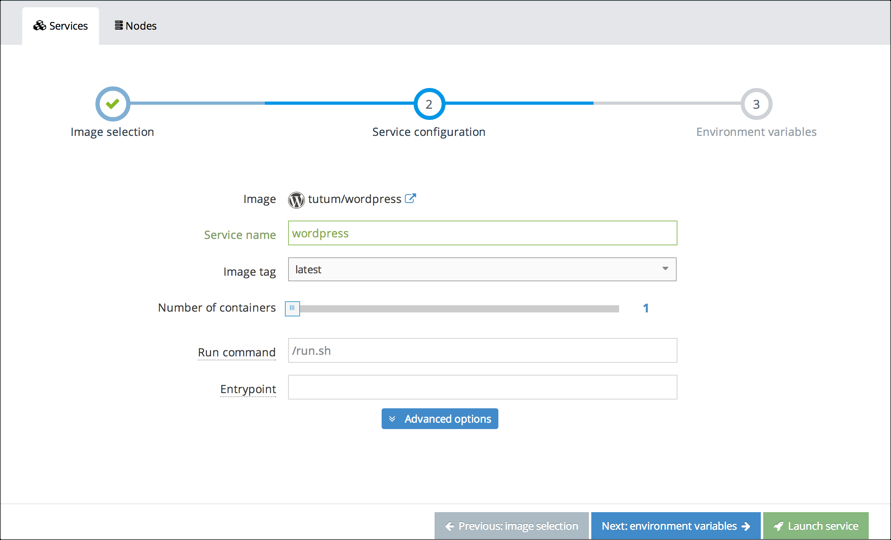 Services
Nodes
2
3
Image selection
Service configuration
Environment variables
Image tutum/wordpress
Service name wordpress
Image tag latest
Number of containers 1
Run command /run.sh
Entrypoint
Advanced options
Previous: image selection
Next: environment variables
Launch service